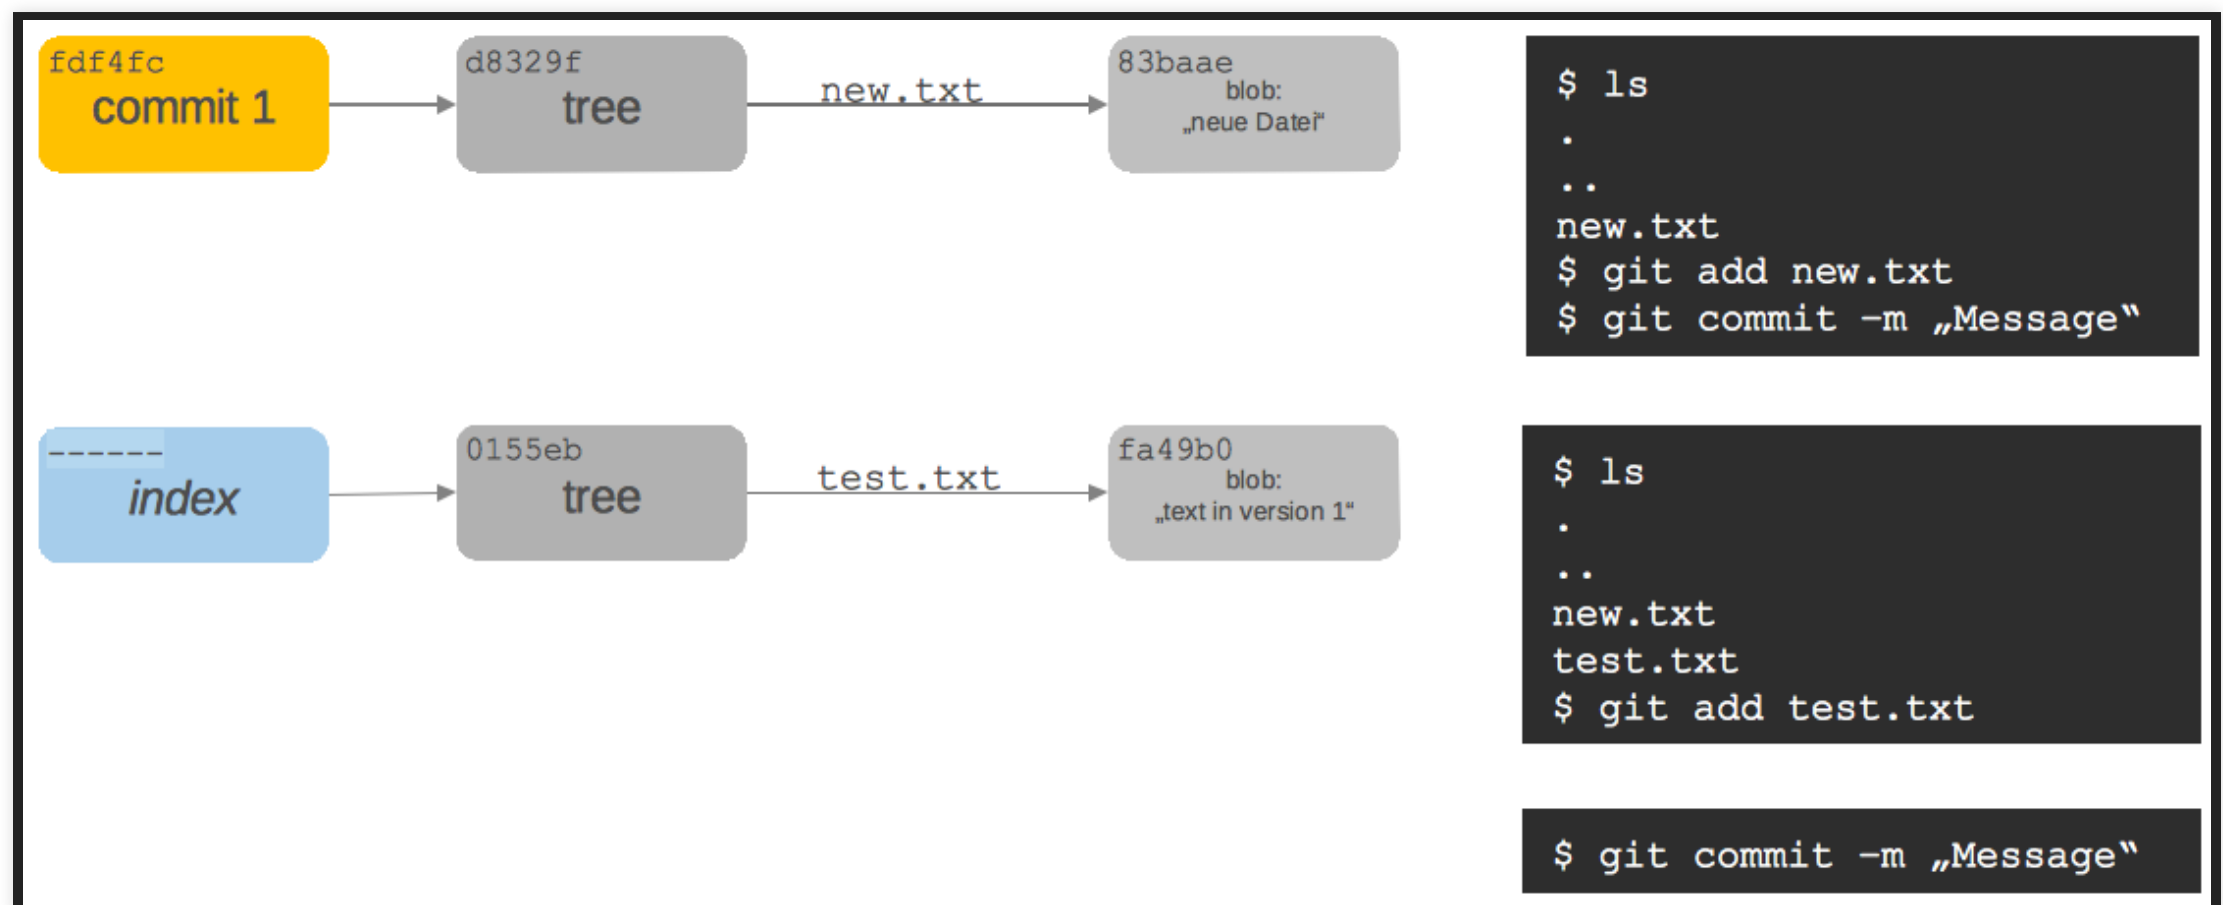 fdf4fc
commit 1
d8329f
tree
new.txt
83baae
blob:
„neue Datei“
$ ls
.
..
new.txt
$ git add new.txt
$ git commit –m „Message“
------
index
0155eb
tree
test.txt
fa49b0
blob:
„text in version 1“
$ ls
.
..
new.txt
test.txt
$ git add test.txt
$ git commit –m „Message“